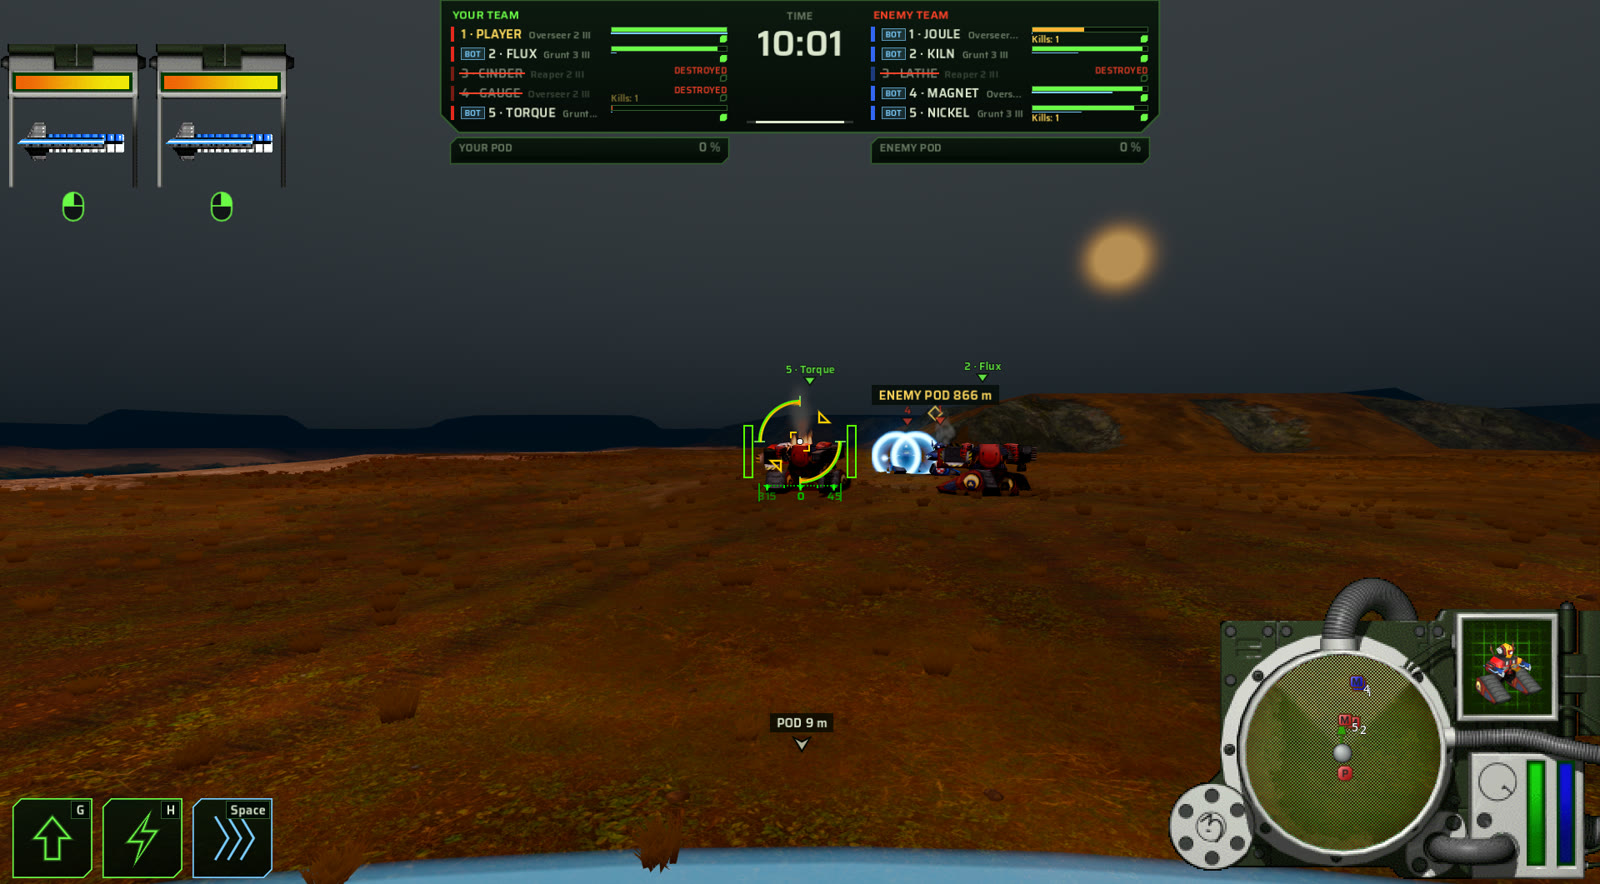 YOUR TEAM
1 · PLAYER Overseer 2 III
BOT 2 · FLUX Grunt 3 III
3 · CINDER Reaper 2 III DESTROYED
4 · GAUGE Overseer 2 III Kills: 1 DESTROYED
BOT 5 · TORQUE Grunt...
TIME
10:01
ENEMY TEAM
BOT 1 · JOULE Overseer... Kills: 1
BOT 2 · KILN Grunt 3 III
3 · LATHE Reaper 2 III DESTROYED
BOT 4 · MAGNET Overs...
BOT 5 · NICKEL Grunt 3 III Kills: 1
YOUR POD 0 %
ENEMY POD 0 %
5 · Torque
2 · Flux
ENEMY POD 866 m
4
315 0 45
POD 9 m
4
M
5 2
P
G
H
Space